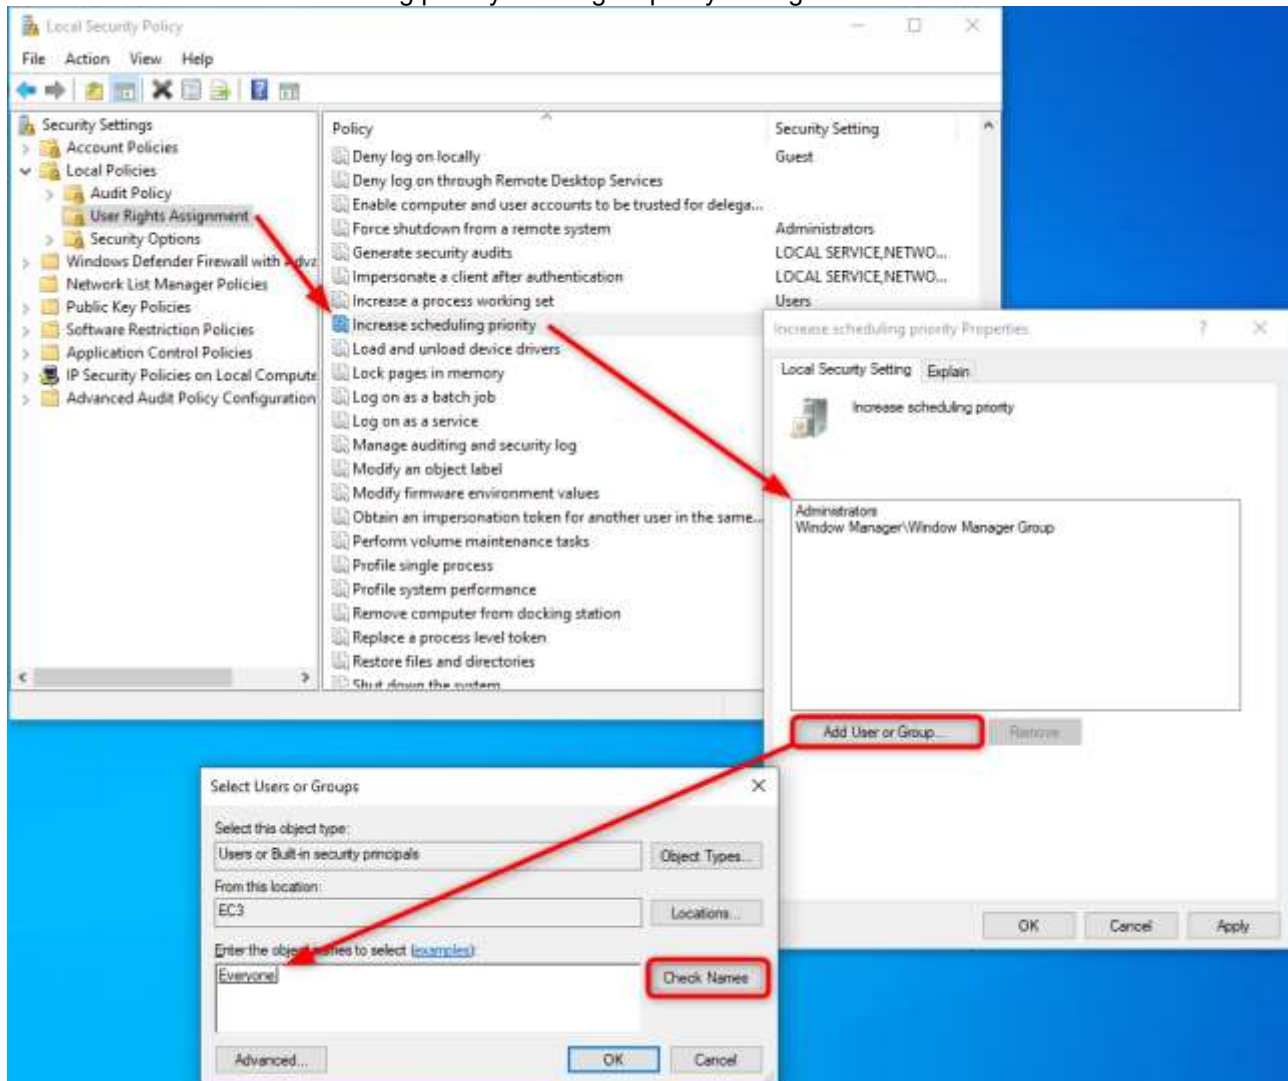 Local Security Policy
File Action View Help
Security Settings
Account Policies
Local Policies
Audit Policy
User Rights Assignment
Security Options
Windows Defender Firewall with Adva
Network List Manager Policies
Public Key Policies
Software Restriction Policies
Application Control Policies
IP Security Policies on Local Compute
Advanced Audit Policy Configuration
Policy Security Setting
Deny log on locally Guest
Deny log on through Remote Desktop Services
Enable computer and user accounts to be trusted for delega...
Force shutdown from a remote system Administrators
Generate security audits LOCAL SERVICE,NETWO...
Impersonate a client after authentication LOCAL SERVICE,NETWO...
Increase a process working set Users
Increase scheduling priority
Load and unload device drivers
Lock pages in memory
Log on as a batch job
Log on as a service
Manage auditing and security log
Modify an object label
Modify firmware environment values
Obtain an impersonation token for another user in the same...
Perform volume maintenance tasks
Profile single process
Profile system performance
Remove computer from docking station
Replace a process level token
Restore files and directories
Shut down the system
Increase scheduling priority Properties ?
Local Security Setting Explain
Increase scheduling priority
Administrators
Window Manager\Window Manager Group
Add User or Group... Remove
OK Cancel Apply
Select Users or Groups
Select this object type:
Users or Built-in security principals Object Types...
From this location:
EC3 Locations...
Enter the object names to select (examples):
Everyone Check Names
Advanced... OK Cancel